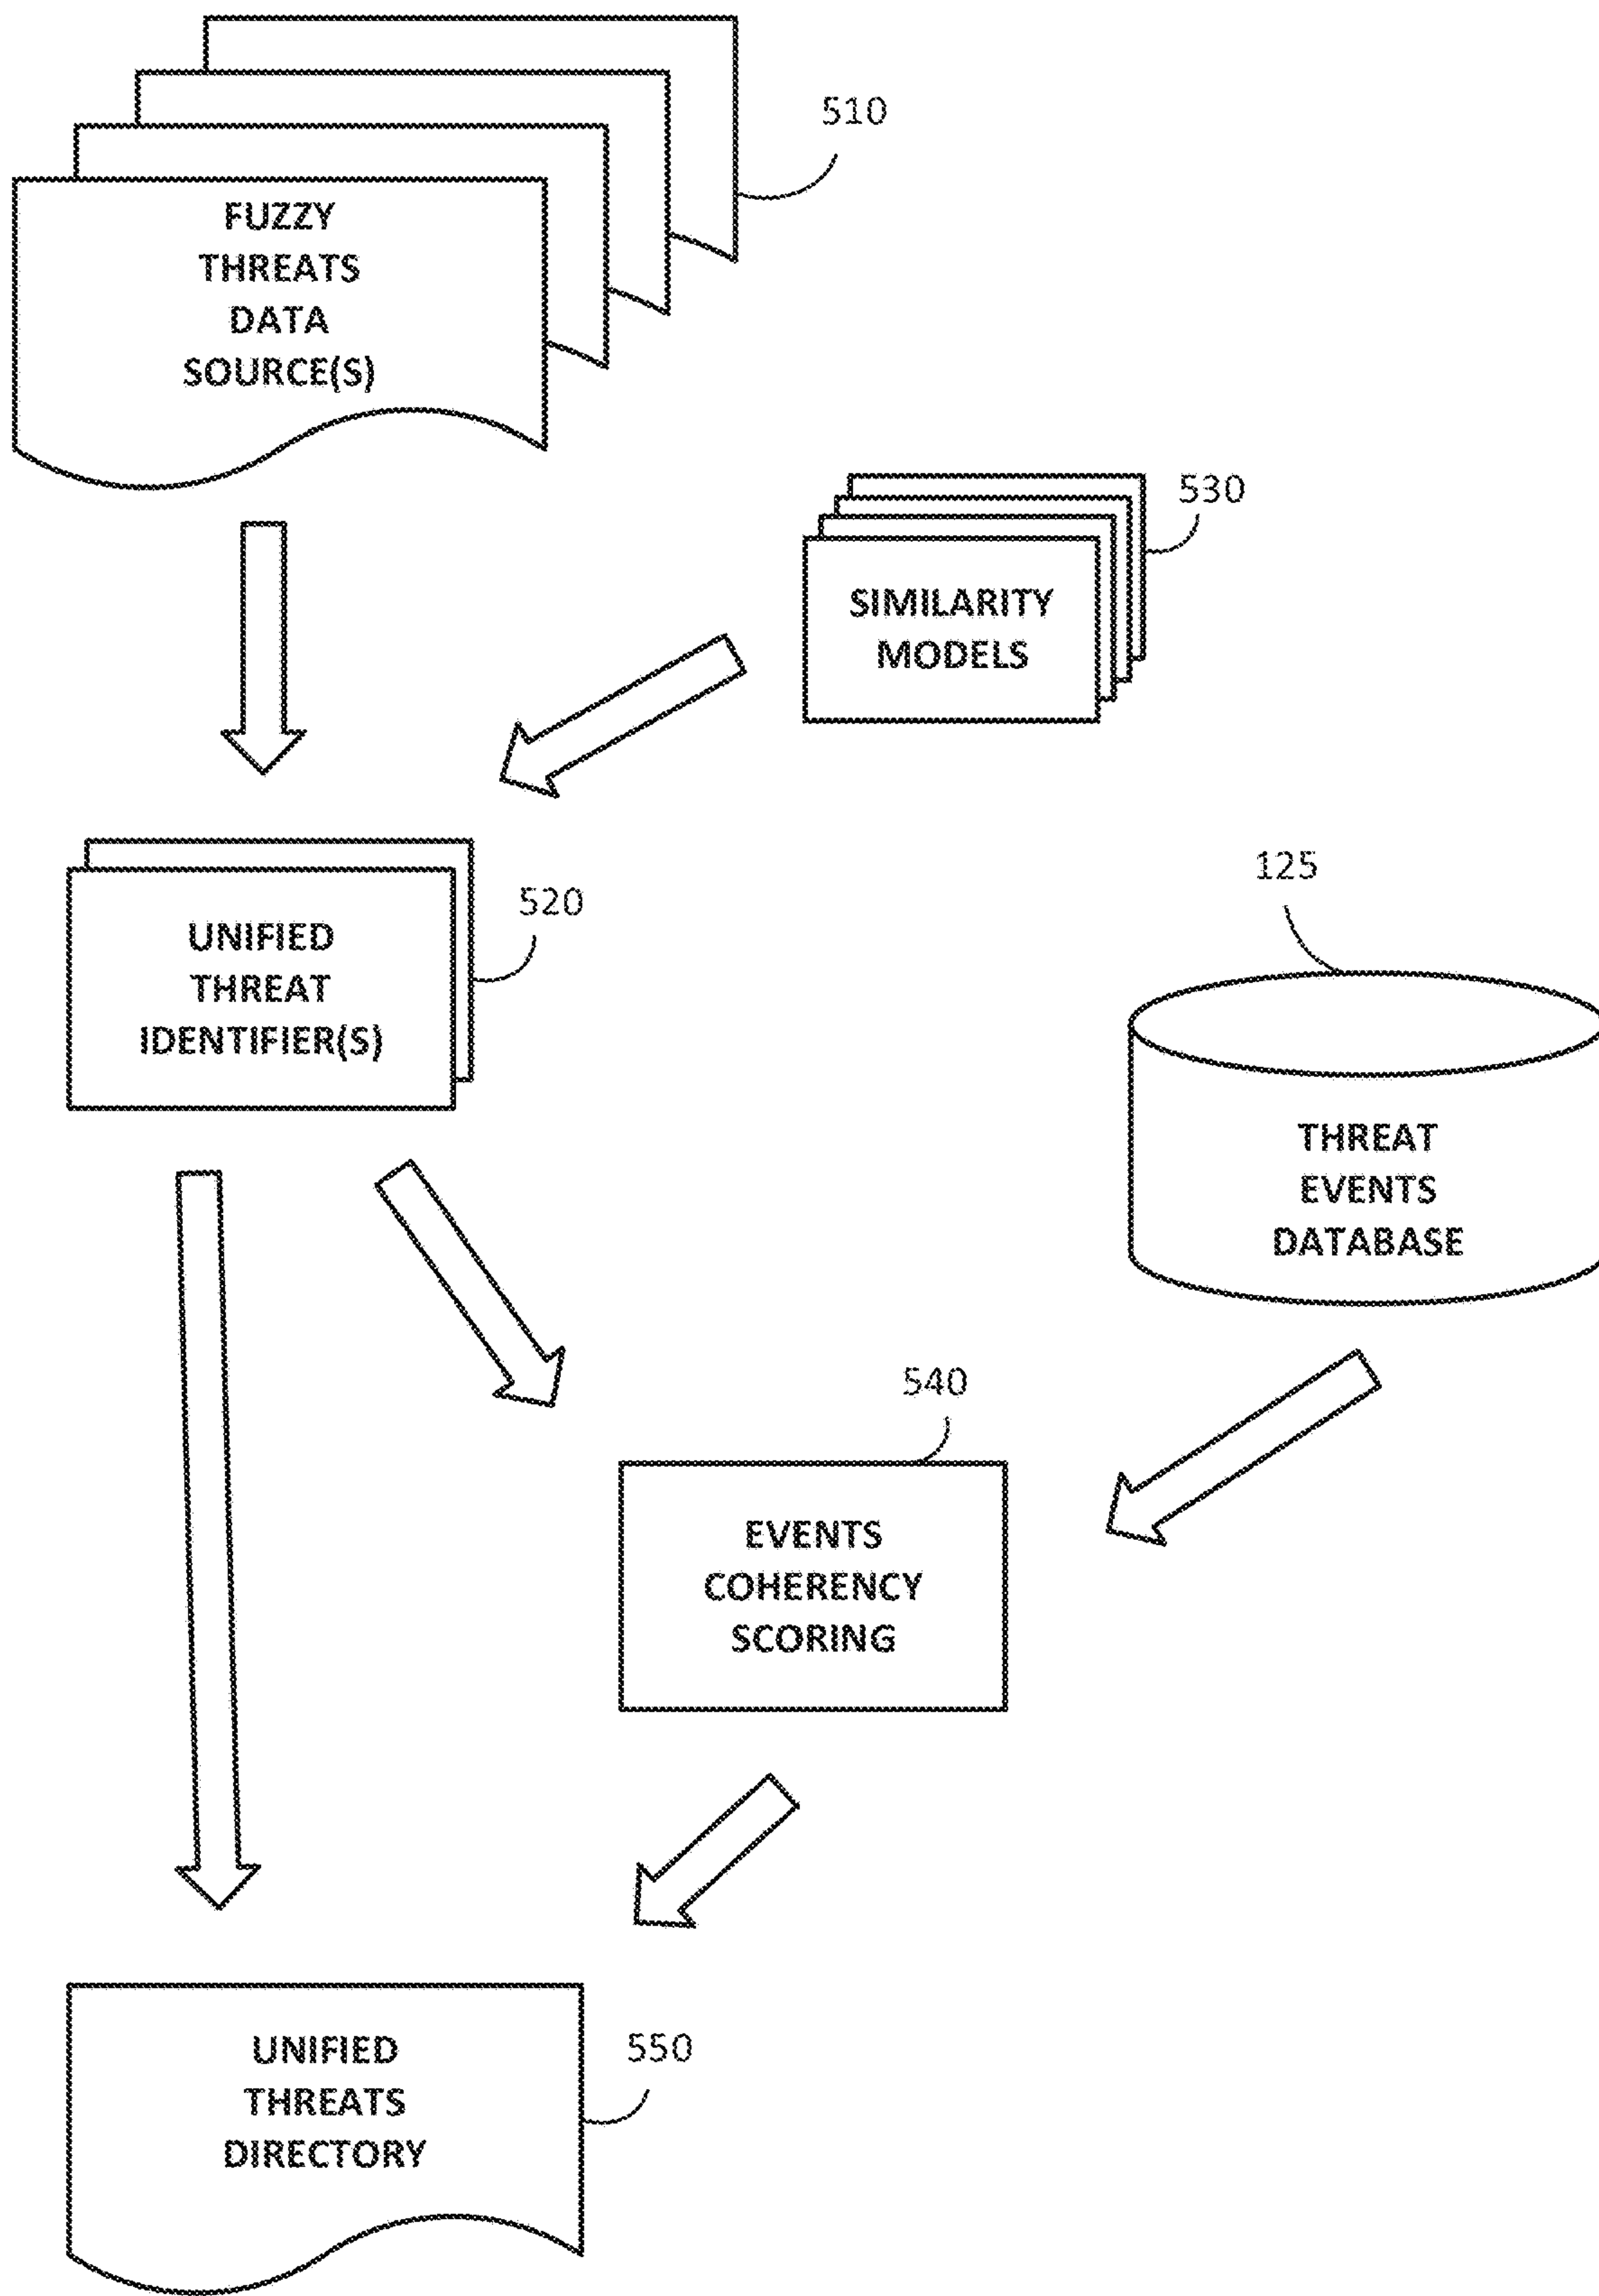 510
FUZZY
THREATS
DATA
SOURCE(S)
530
SIMILARITY
MODELS
520
UNIFIED
THREAT
IDENTIFIER(S)
125
THREAT
EVENTS
DATABASE
540
EVENTS
COHERENCY
SCORING
550
UNIFIED
THREATS
DIRECTORY